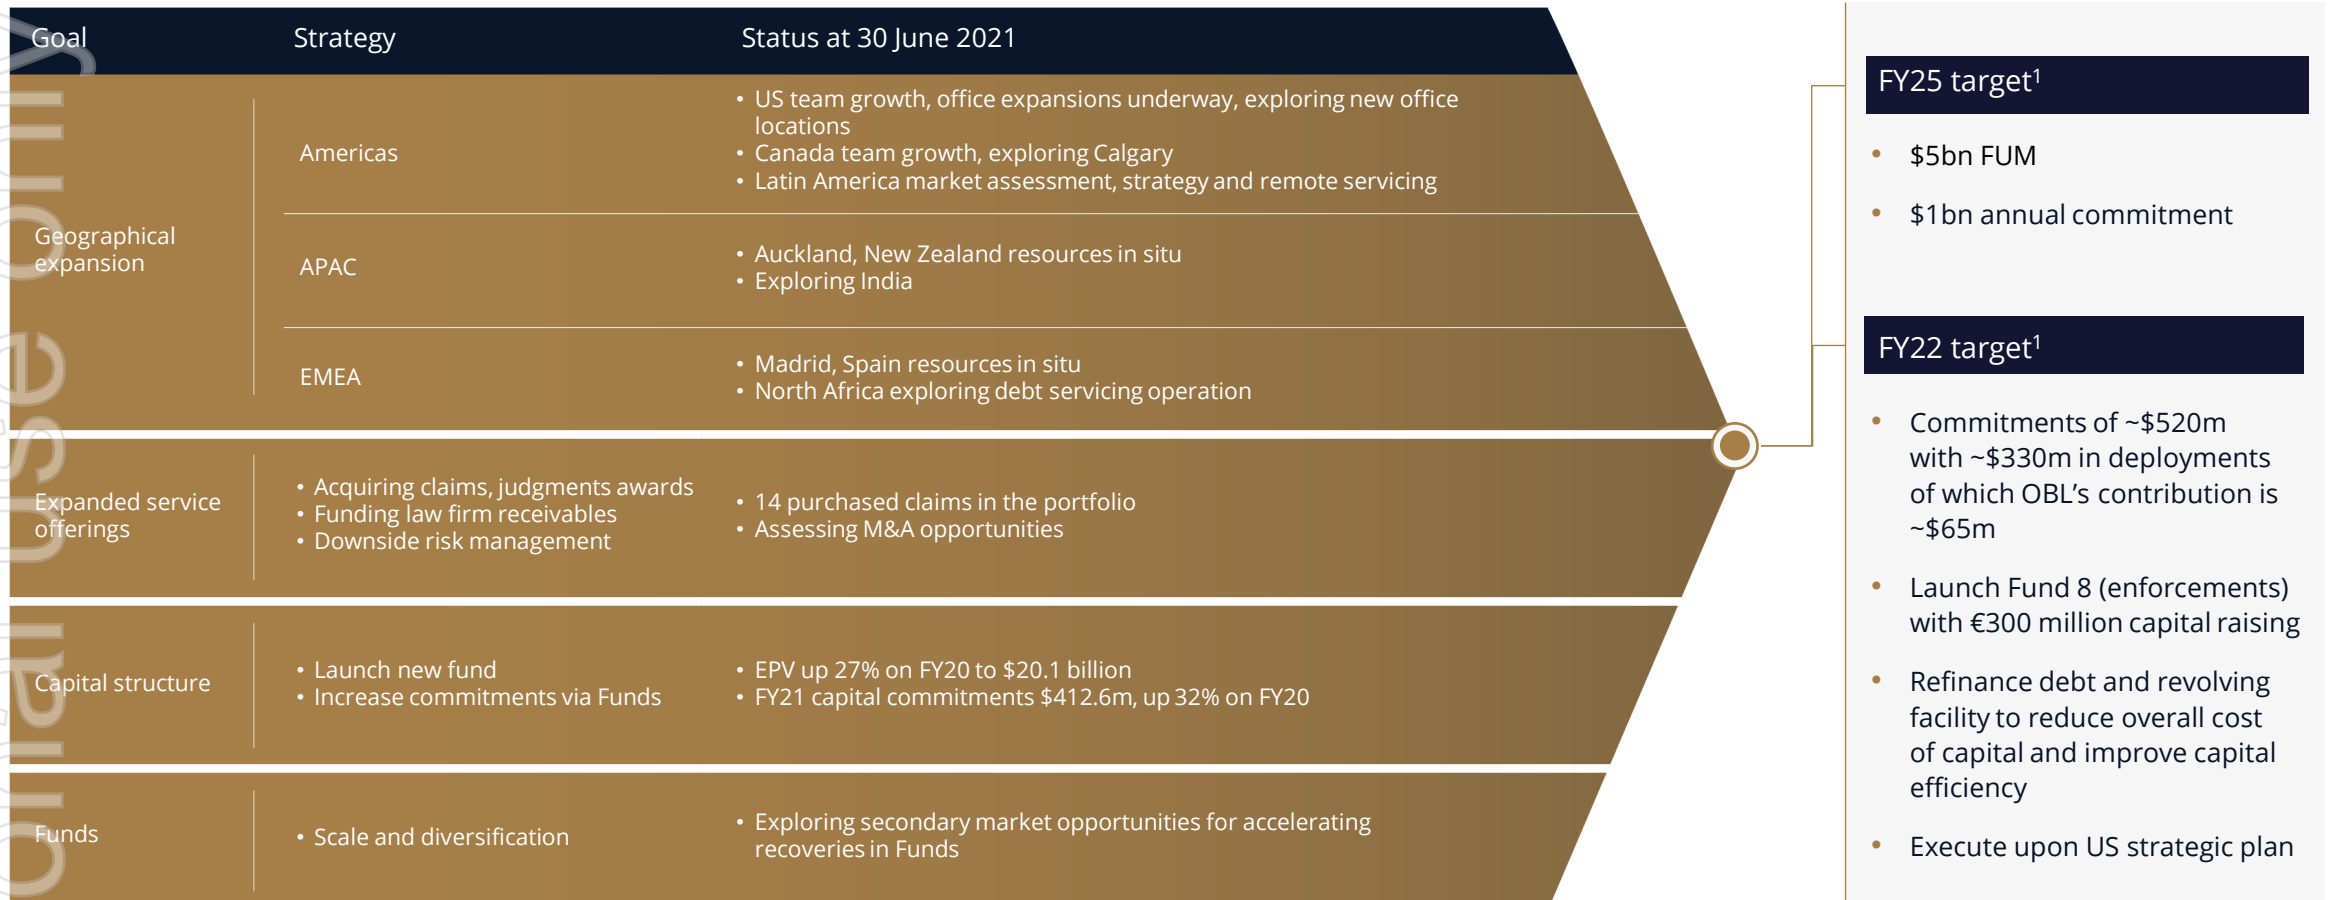 Goal
Strategy
Status at 30 June 2021
Geographical
expansion
Americas
• US team growth, office expansions underway, exploring new office
locations
• Canada team growth, exploring Calgary
• Latin America market assessment, strategy and remote servicing
APAC
• Auckland, New Zealand resources in situ
• Exploring India
EMEA
• Madrid, Spain resources in situ
• North Africa exploring debt servicing operation
Expanded service
offerings
• Acquiring claims, judgments awards
• Funding law firm receivables
• Downside risk management
• 14 purchased claims in the portfolio
• Assessing M&A opportunities
Capital structure
• Launch new fund
• Increase commitments via Funds
• EPV up 27% on FY20 to $20.1 billion
• FY21 capital commitments $412.6m, up 32% on FY20
Funds
• Scale and diversification
• Exploring secondary market opportunities for accelerating
recoveries in Funds
FY25 target¹
• $5bn FUM
• $1bn annual commitment
FY22 target¹
• Commitments of ~$520m
with ~$330m in deployments
of which OBL’s contribution is
~$65m
• Launch Fund 8 (enforcements)
with €300 million capital raising
• Refinance debt and revolving
facility to reduce overall cost
of capital and improve capital
efficiency
• Execute upon US strategic plan
use only